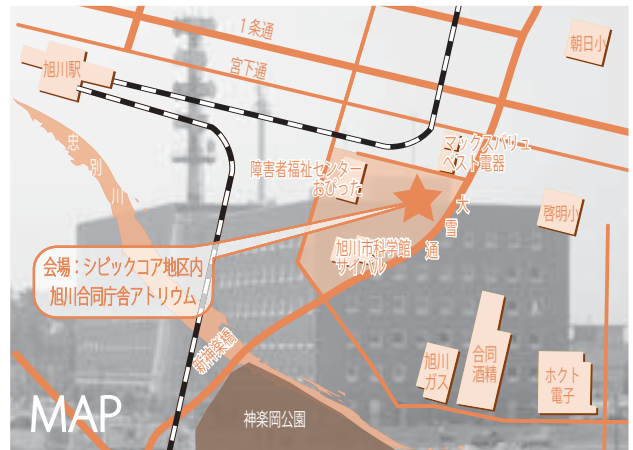 1条通
朝日小
宮下通
旭川駅
忠別川
マックスバリュ
ベスト電器
障害者福祉センター
おぴった
大雪通
啓明小
旭川市科学館
サイパル
会場：シビックコア地区内
旭川合同庁舎アトリウム
新神楽橋
旭川
ガス
合同
酒精
ホクト
電子
MAP
神楽岡公園